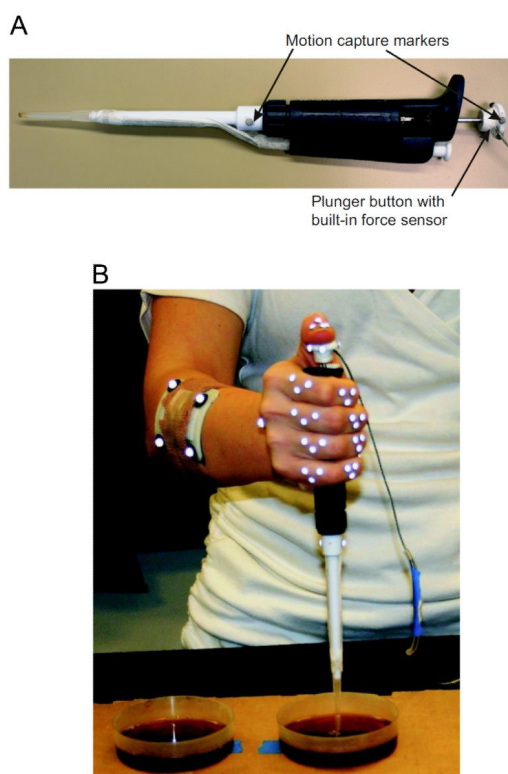 A
Motion capture markers
Plunger button with
built-in force sensor
B